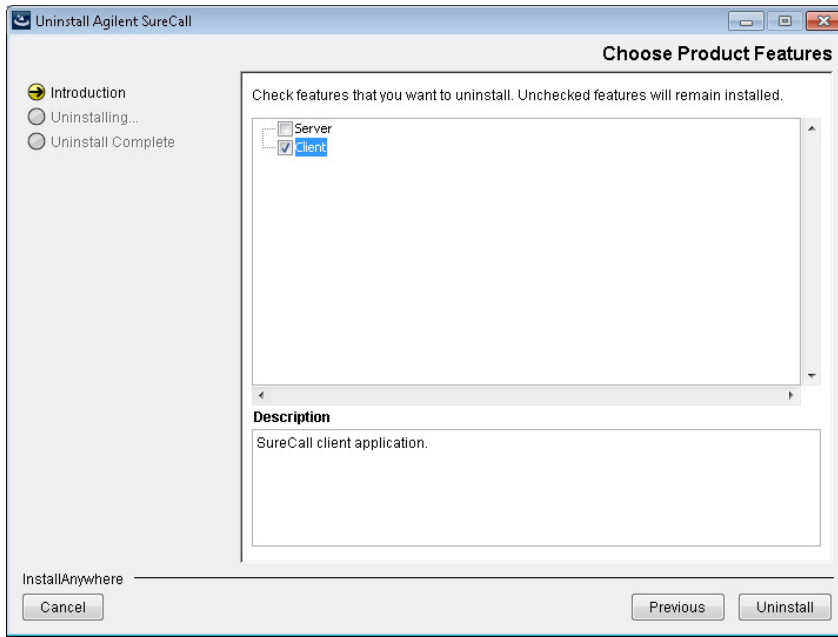 Uninstall Agilent SureCall
Choose Product Features
Introduction
Uninstalling...
Uninstall Complete
Check features that you want to uninstall. Unchecked features will remain installed.
Server
Client
Description
SureCall client application.
InstallAnywhere
Cancel
Previous
Uninstall